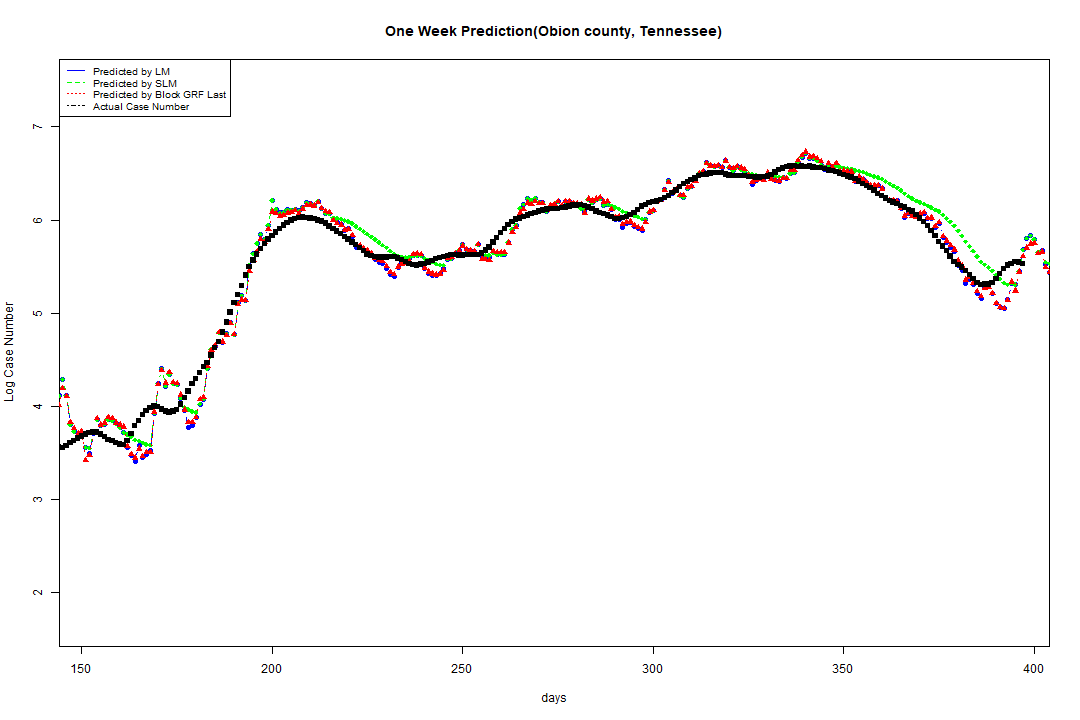 One Week Prediction(Obion county, Tennessee)
Predicted by LM
Predicted by SLM
Predicted by Block GRF Last
Actual Case Number
7
6
5
4
3
2
Log Case Number
150 200 250 300 350 400
days